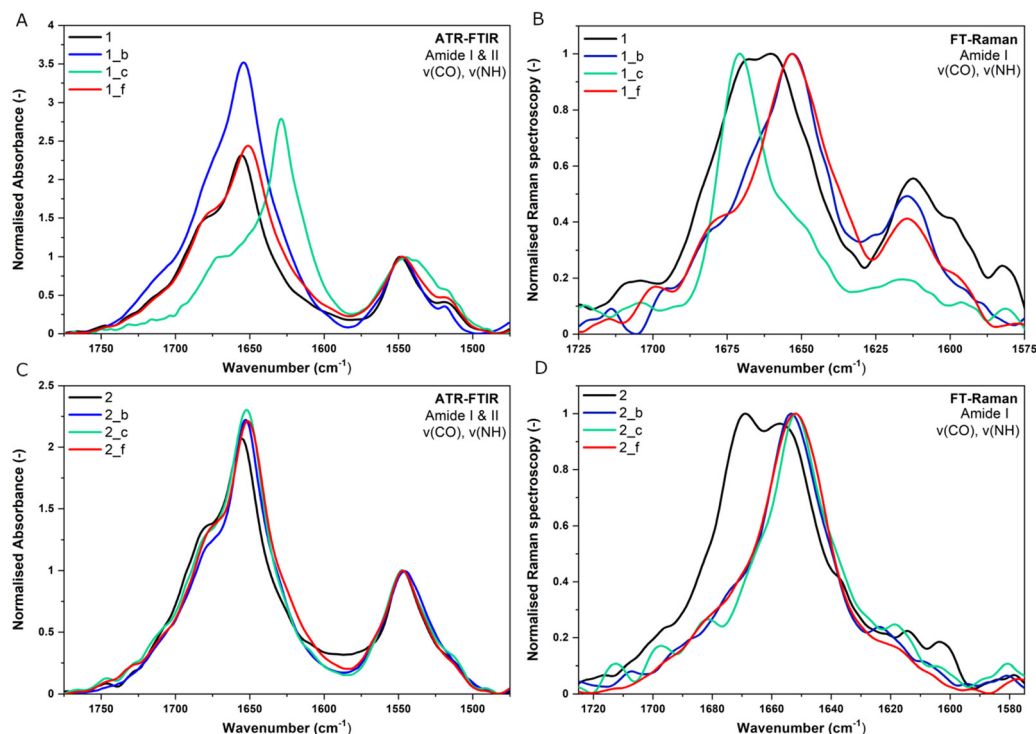 A
ATR-FTIR
Amide I & II
ν(CO), ν(NH)
1
1_b
1_c
1_f
4
3.5
3
2.5
2
1.5
1
0.5
0
Normalised Absorbance (-)
1750 1700 1650 1600 1550 1500
Wavenumber (cm-1)
B
FT-Raman
Amide I
ν(CO), ν(NH)
1
1_b
1_c
1_f
1
0.8
0.6
0.4
0.2
0
Normalised Raman spectroscopy (-)
1725 1700 1675 1650 1625 1600 1575
Wavenumber (cm-1)
C
ATR-FTIR
Amide I & II
ν(CO), ν(NH)
2
2_b
2_c
2_f
2.5
2
1.5
1
0.5
0
Normalised Absorbance (-)
1750 1700 1650 1600 1550 1500
Wavenumber (cm-1)
D
FT-Raman
Amide I
ν(CO), ν(NH)
2
2_b
2_c
2_f
1
0.8
0.6
0.4
0.2
0
Normalised Raman spectroscopy (-)
1720 1700 1680 1660 1640 1620 1600 1580
Wavenumber (cm-1)